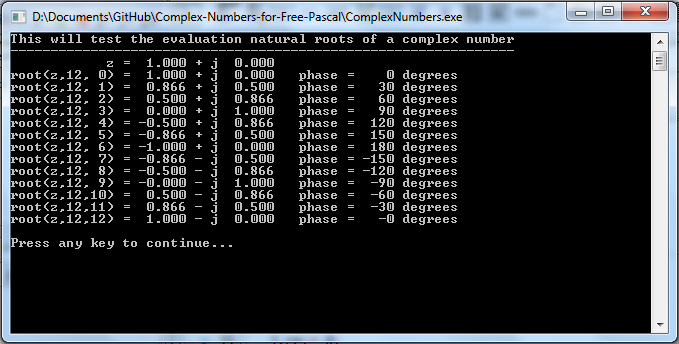 D:\Documents\GitHub\Complex-Numbers-for-Free-Pascal\ComplexNumbers.exe
This will test the evaluation natural roots of a complex number
---------------------------------------------------------------
            z =  1.000 + j  0.000
root(z,12, 0) =  1.000 + j  0.000   phase =    0 degrees
root(z,12, 1) =  0.866 + j  0.500   phase =   30 degrees
root(z,12, 2) =  0.500 + j  0.866   phase =   60 degrees
root(z,12, 3) =  0.000 + j  1.000   phase =   90 degrees
root(z,12, 4) = -0.500 + j  0.866   phase =  120 degrees
root(z,12, 5) = -0.866 + j  0.500   phase =  150 degrees
root(z,12, 6) = -1.000 + j  0.000   phase =  180 degrees
root(z,12, 7) = -0.866 - j  0.500   phase = -150 degrees
root(z,12, 8) = -0.500 - j  0.866   phase = -120 degrees
root(z,12, 9) = -0.000 - j  1.000   phase =  -90 degrees
root(z,12,10) =  0.500 - j  0.866   phase =  -60 degrees
root(z,12,11) =  0.866 - j  0.500   phase =  -30 degrees
root(z,12,12) =  1.000 - j  0.000   phase =   -0 degrees
Press any key to continue...